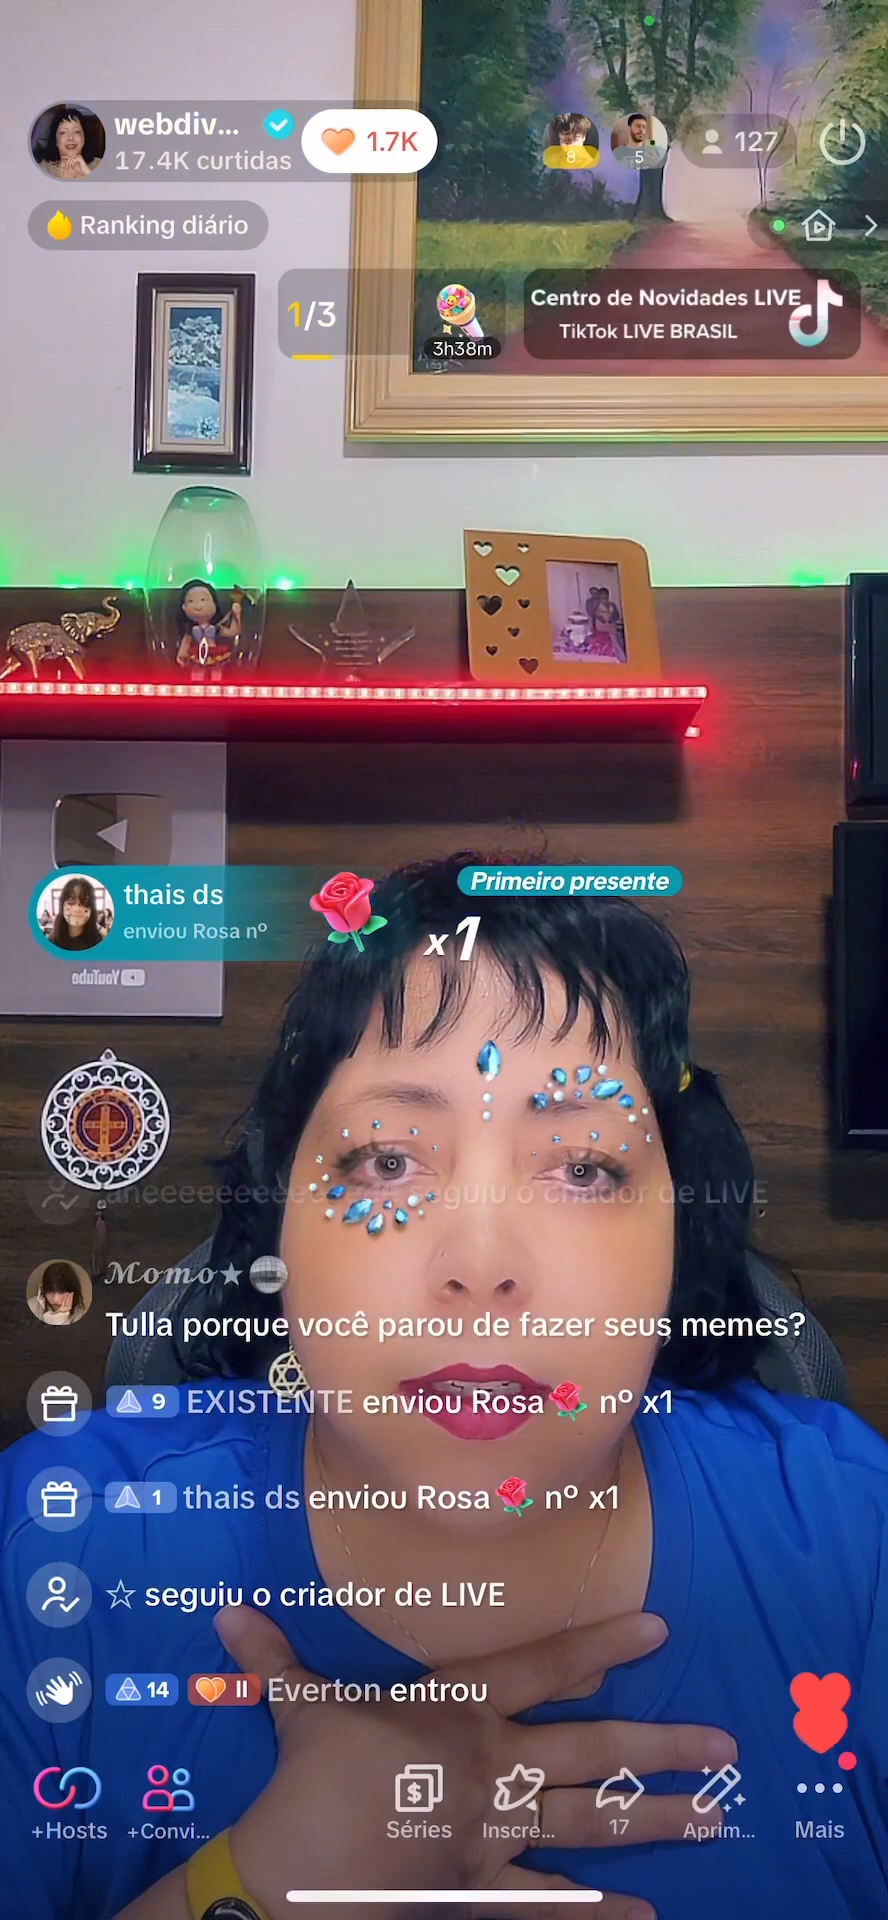 webdiv...
17.4K curtidas
1.7K
8
5
127
Ranking diário
1/3
3h38m
Centro de Novidades LIVE
TikTok LIVE BRASIL
thais ds
enviou Rosa nº
Primeiro presente
x1
YouTube
aneeeeeeeee seguiu o criador de LIVE
Momo★
Tulla porque você parou de fazer seus memes?
9 EXISTENTE enviou Rosa nº x1
1 thais ds enviou Rosa nº x1
☆ seguiu o criador de LIVE
14 II Everton entrou
+Hosts
+Convi...
Séries
Inscre...
17
Aprim...
Mais